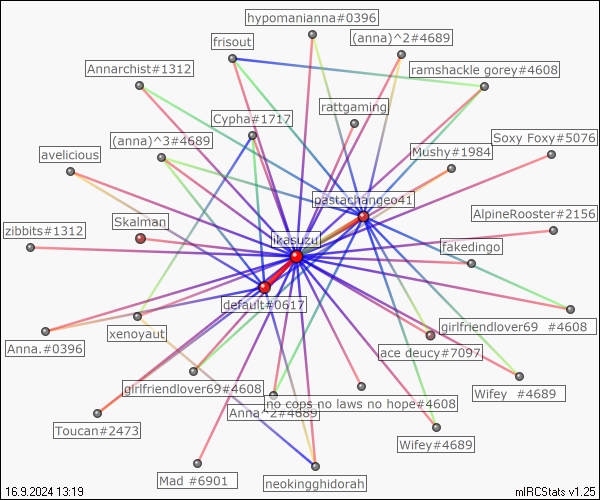 hypomanianna#0396
(anna)^2#4689
frisout
Annarchist#1312
ramshackle gorey#4608
rattgaming
Cypha#1717
(anna)^3#4689
Soxy Foxy#5076
avelicious
Mushy#1984
pastachangeo41
AlpineRooster#2156
zibbits#1312
Skalman
likasuzu
fakedingo
default#0617
xenoyaut
girlfriendlover69 #4608
Anna.#0396
ace deucy#7097
girlfriendlover69#4608
Wifey #4689
no cops no laws no hope#4608
Anna^2#4689
Toucan#2473
Wifey#4689
Mad #6901
neokingghidorah
16.9.2024 13:19
mIRCStats v1.25